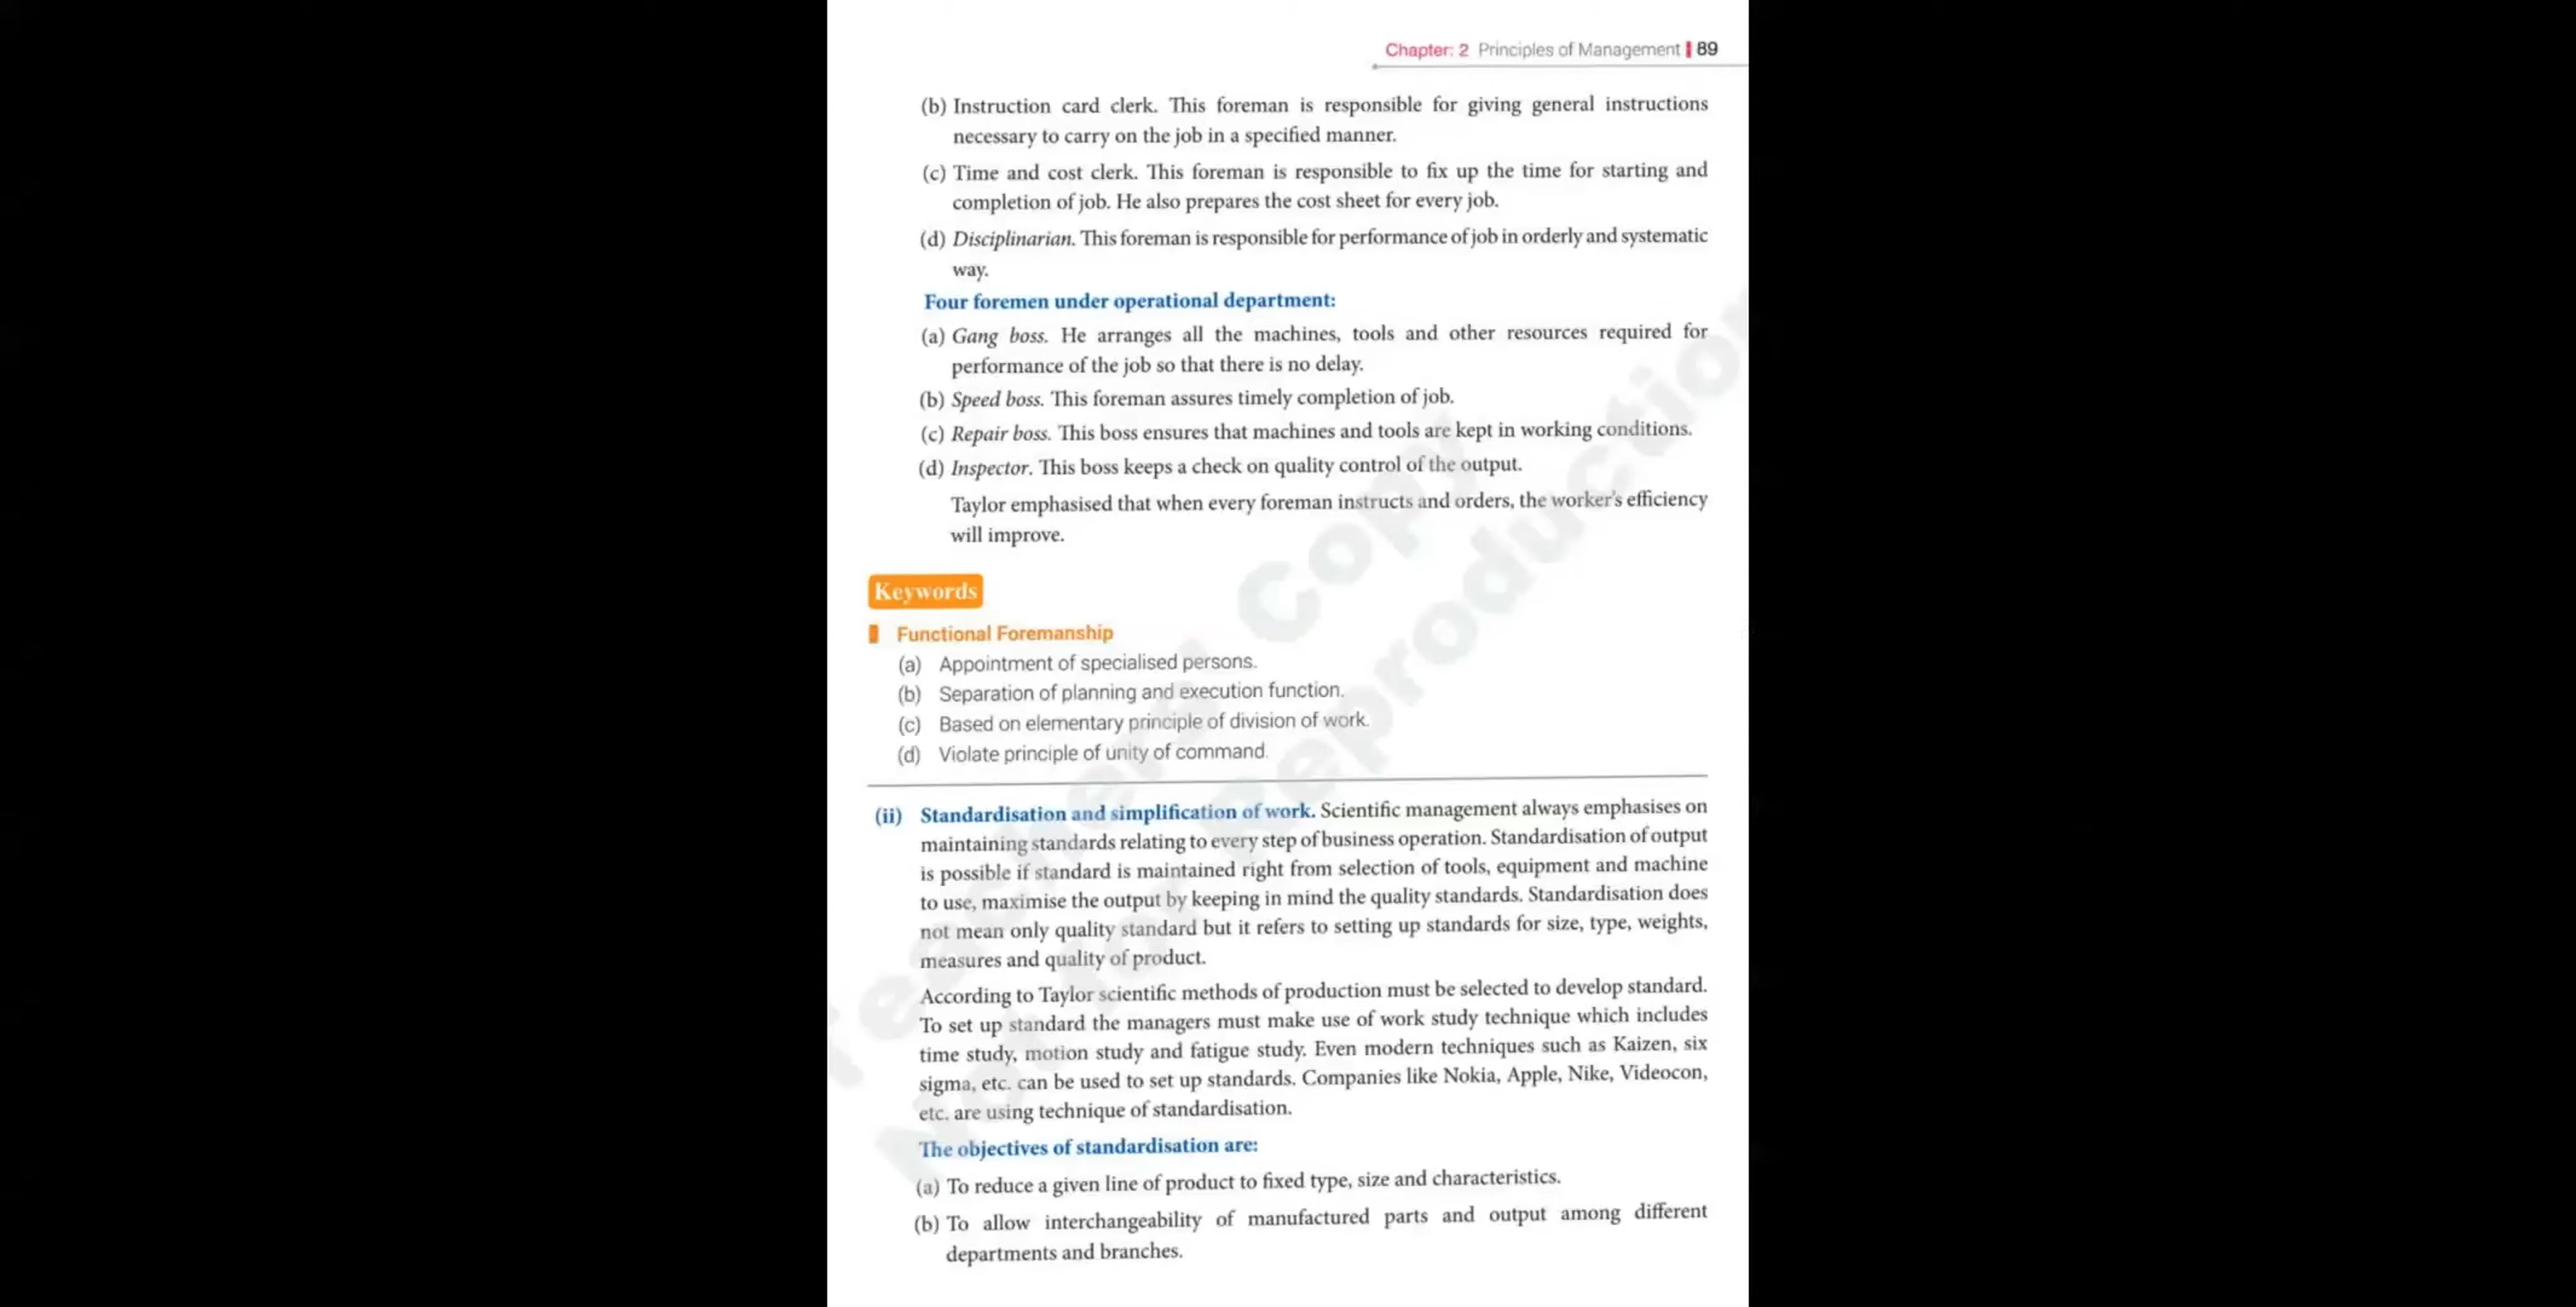 Chapter: 2 Principles of Management | 89
(b) Instruction card clerk. This foreman is responsible for giving general instructions
necessary to carry on the job in a specified manner.
(c) Time and cost clerk. This foreman is responsible to fix up the time for starting and
completion of job. He also prepares the cost sheet for every job.
(d) Disciplinarian. This foreman is responsible for performance of job in orderly and systematic
way.
Four foremen under operational department:
(a) Gang boss. He arranges all the machines, tools and other resources required for
performance of the job so that there is no delay.
(b) Speed boss. This foreman assures timely completion of job.
(c) Repair boss. This boss ensures that machines and tools are kept in working conditions.
(d) Inspector. This boss keeps a check on quality control of the output.
Taylor emphasised that when every foreman instructs and orders, the worker's efficiency
will improve.
Keywords
Functional Foremanship
(a) Appointment of specialised persons.
(b) Separation of planning and execution function.
(c) Based on elementary principle of division of work.
(d) Violate principle of unity of command.
(ii) Standardisation and simplification of work. Scientific management always emphasises on
maintaining standards relating to every step of business operation. Standardisation of output
is possible if standard is maintained right from selection of tools, equipment and machine
to use, maximise the output by keeping in mind the quality standards. Standardisation does
not mean only quality standard but it refers to setting up standards for size, type, weights,
measures and quality of product.
According to Taylor scientific methods of production must be selected to develop standard.
To set up standard the managers must make use of work study technique which includes
time study, motion study and fatigue study. Even modern techniques such as Kaizen, six
sigma, etc. can be used to set up standards. Companies like Nokia, Apple, Nike, Videocon,
etc. are using technique of standardisation.
The objectives of standardisation are:
(a) To reduce a given line of product to fixed type, size and characteristics.
(b) To allow interchangeability of manufactured parts and output among different
departments and branches.
Teachers' Copy
Not for Reproduction